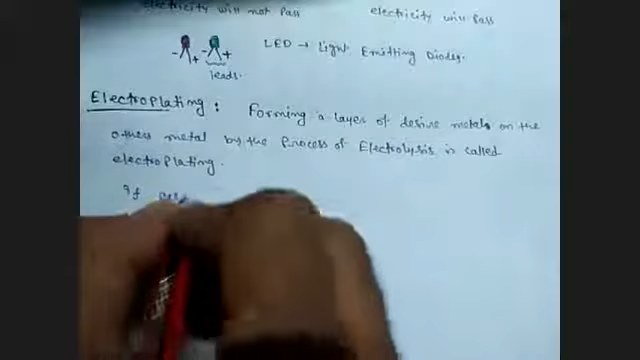 electricity will not Pass electricity will Pass
- + - + LED → Light Emitting Diodes.
leads.
Electroplating : Forming a layer of desire metals on the
other metal by the Process of Electrolysis is called
electroplating.
If